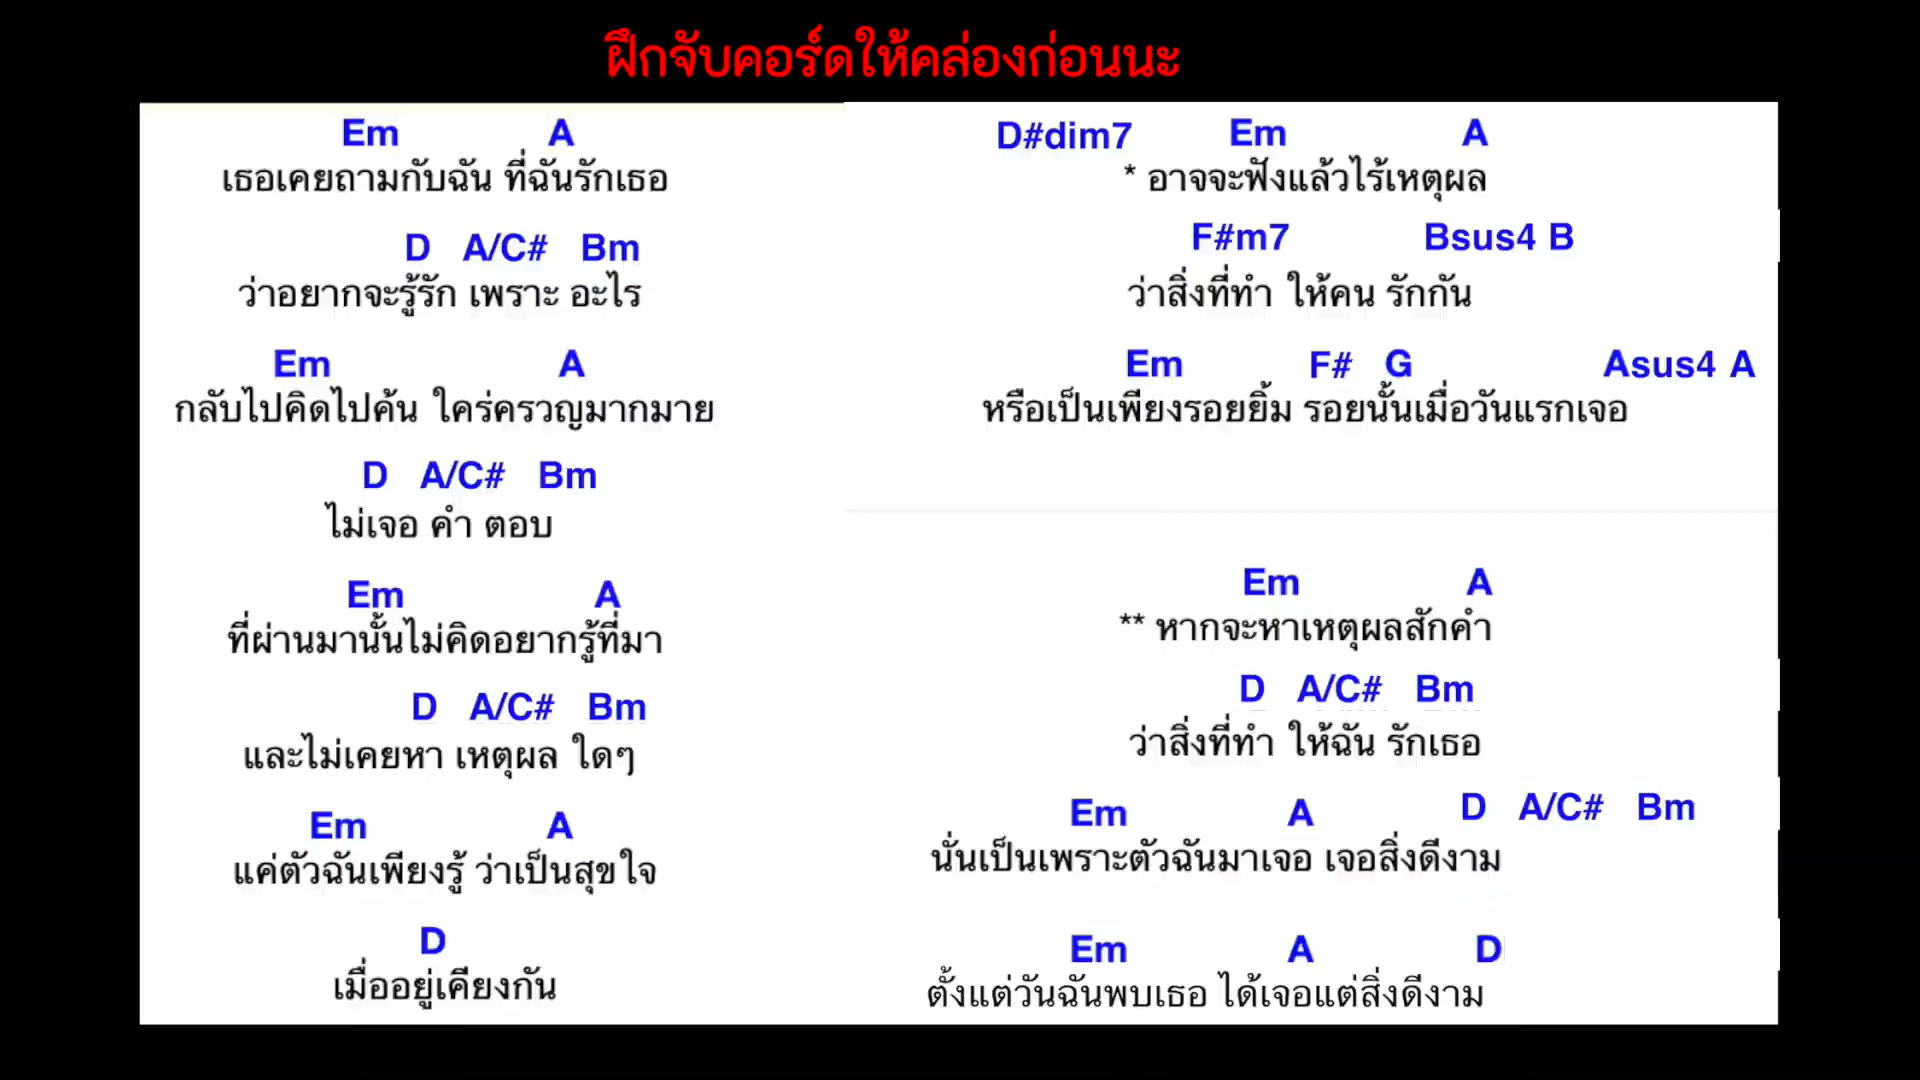 ฝึกจับคอร์ดให้คล่องก่อนนะ
Em A
เธอเคยถามกับฉัน ที่ฉันรักเธอ
D A/C# Bm
ว่าอยากจะรู้รัก เพราะ อะไร
Em A
กลับไปคิดไปค้น ใคร่ครวญมากมาย
D A/C# Bm
ไม่เจอ คำ ตอบ
Em A
ที่ผ่านมานั้นไม่คิดอยากรู้ที่มา
D A/C# Bm
และไม่เคยหา เหตุผล ใดๆ
Em A
แค่ตัวฉันเพียงรู้ ว่าเป็นสุขใจ
D
เมื่ออยู่เคียงกัน
D#dim7 Em A
* อาจจะฟังแล้วไร้เหตุผล
F#m7 Bsus4 B
ว่าสิ่งที่ทำ ให้คน รักกัน
Em F# G Asus4 A
หรือเป็นเพียงรอยยิ้ม รอยนั้นเมื่อวันแรกเจอ
Em A
** หากจะหาเหตุผลสักคำ
D A/C# Bm
ว่าสิ่งที่ทำ ให้ฉัน รักเธอ
Em A D A/C# Bm
นั่นเป็นเพราะตัวฉันมาเจอ เจอสิ่งดีงาม
Em A D
ตั้งแต่วันฉันพบเธอ ได้เจอแต่สิ่งดีงาม